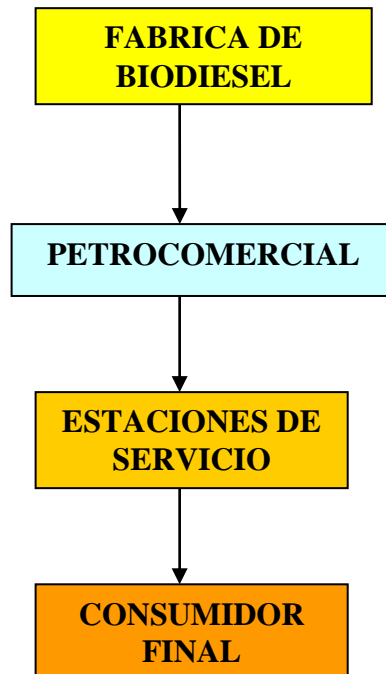 FABRICA DE
BIODIESEL
PETROCOMERCIAL
ESTACIONES DE
SERVICIO
CONSUMIDOR
FINAL